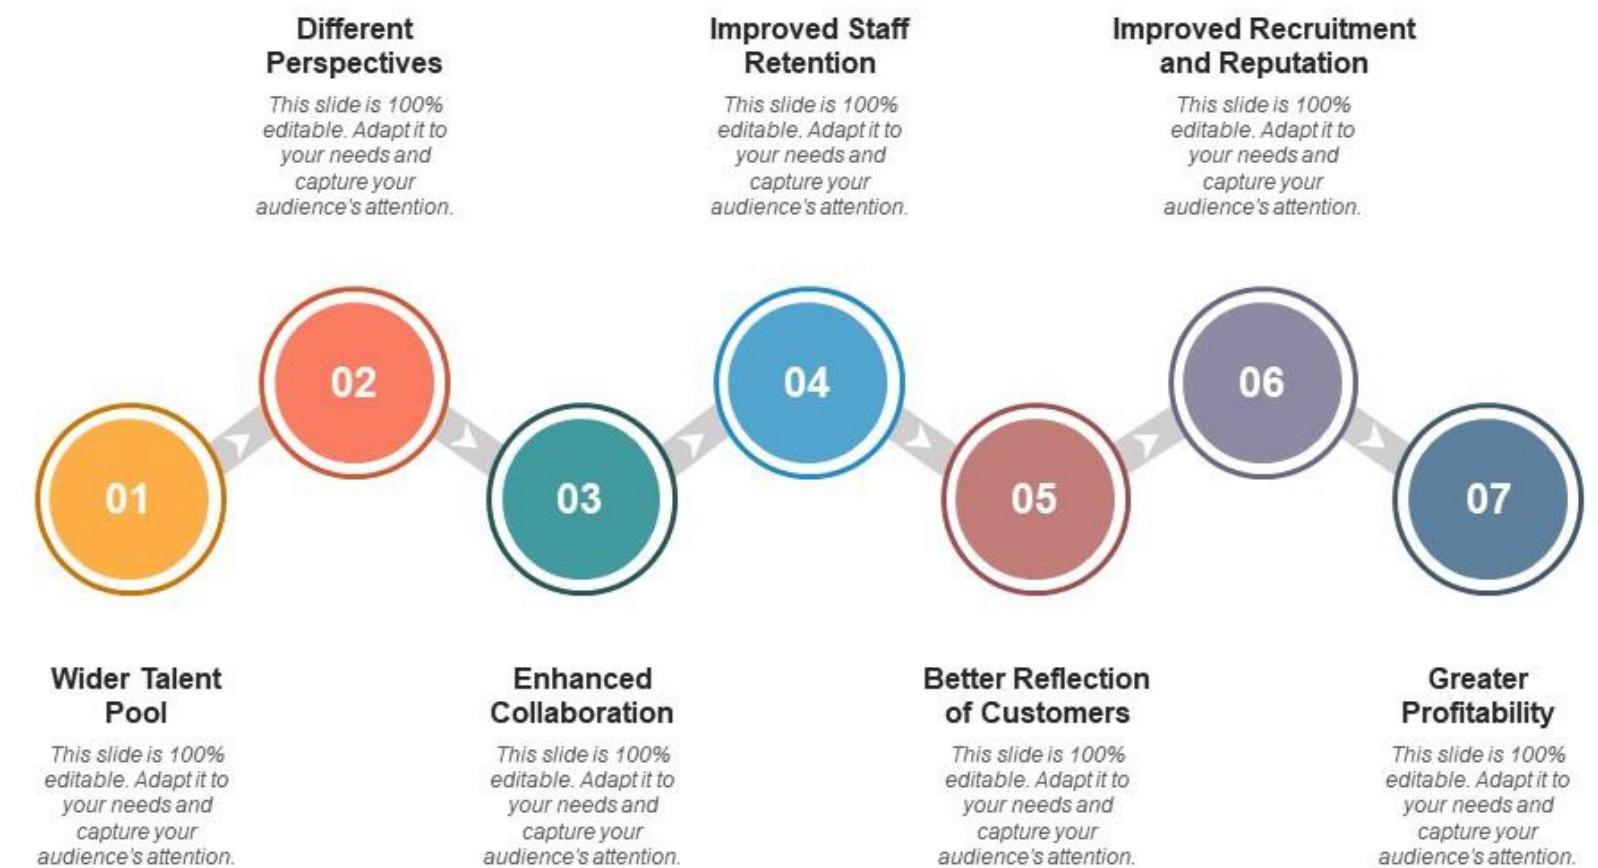 Different
Perspectives
This slide is 100%
editable. Adapt it to
your needs and
capture your
audience's attention.
Improved Staff
Retention
This slide is 100%
editable. Adapt it to
your needs and
capture your
audience's attention.
Improved Recruitment
and Reputation
This slide is 100%
editable. Adapt it to
your needs and
capture your
audience's attention.
01
02
03
04
05
06
07
Wider Talent
Pool
This slide is 100%
editable. Adapt it to
your needs and
capture your
audience's attention.
Enhanced
Collaboration
This slide is 100%
editable. Adapt it to
your needs and
capture your
audience's attention.
Better Reflection
of Customers
This slide is 100%
editable. Adapt it to
your needs and
capture your
audience's attention.
Greater
Profitability
This slide is 100%
editable. Adapt it to
your needs and
capture your
audience's attention.